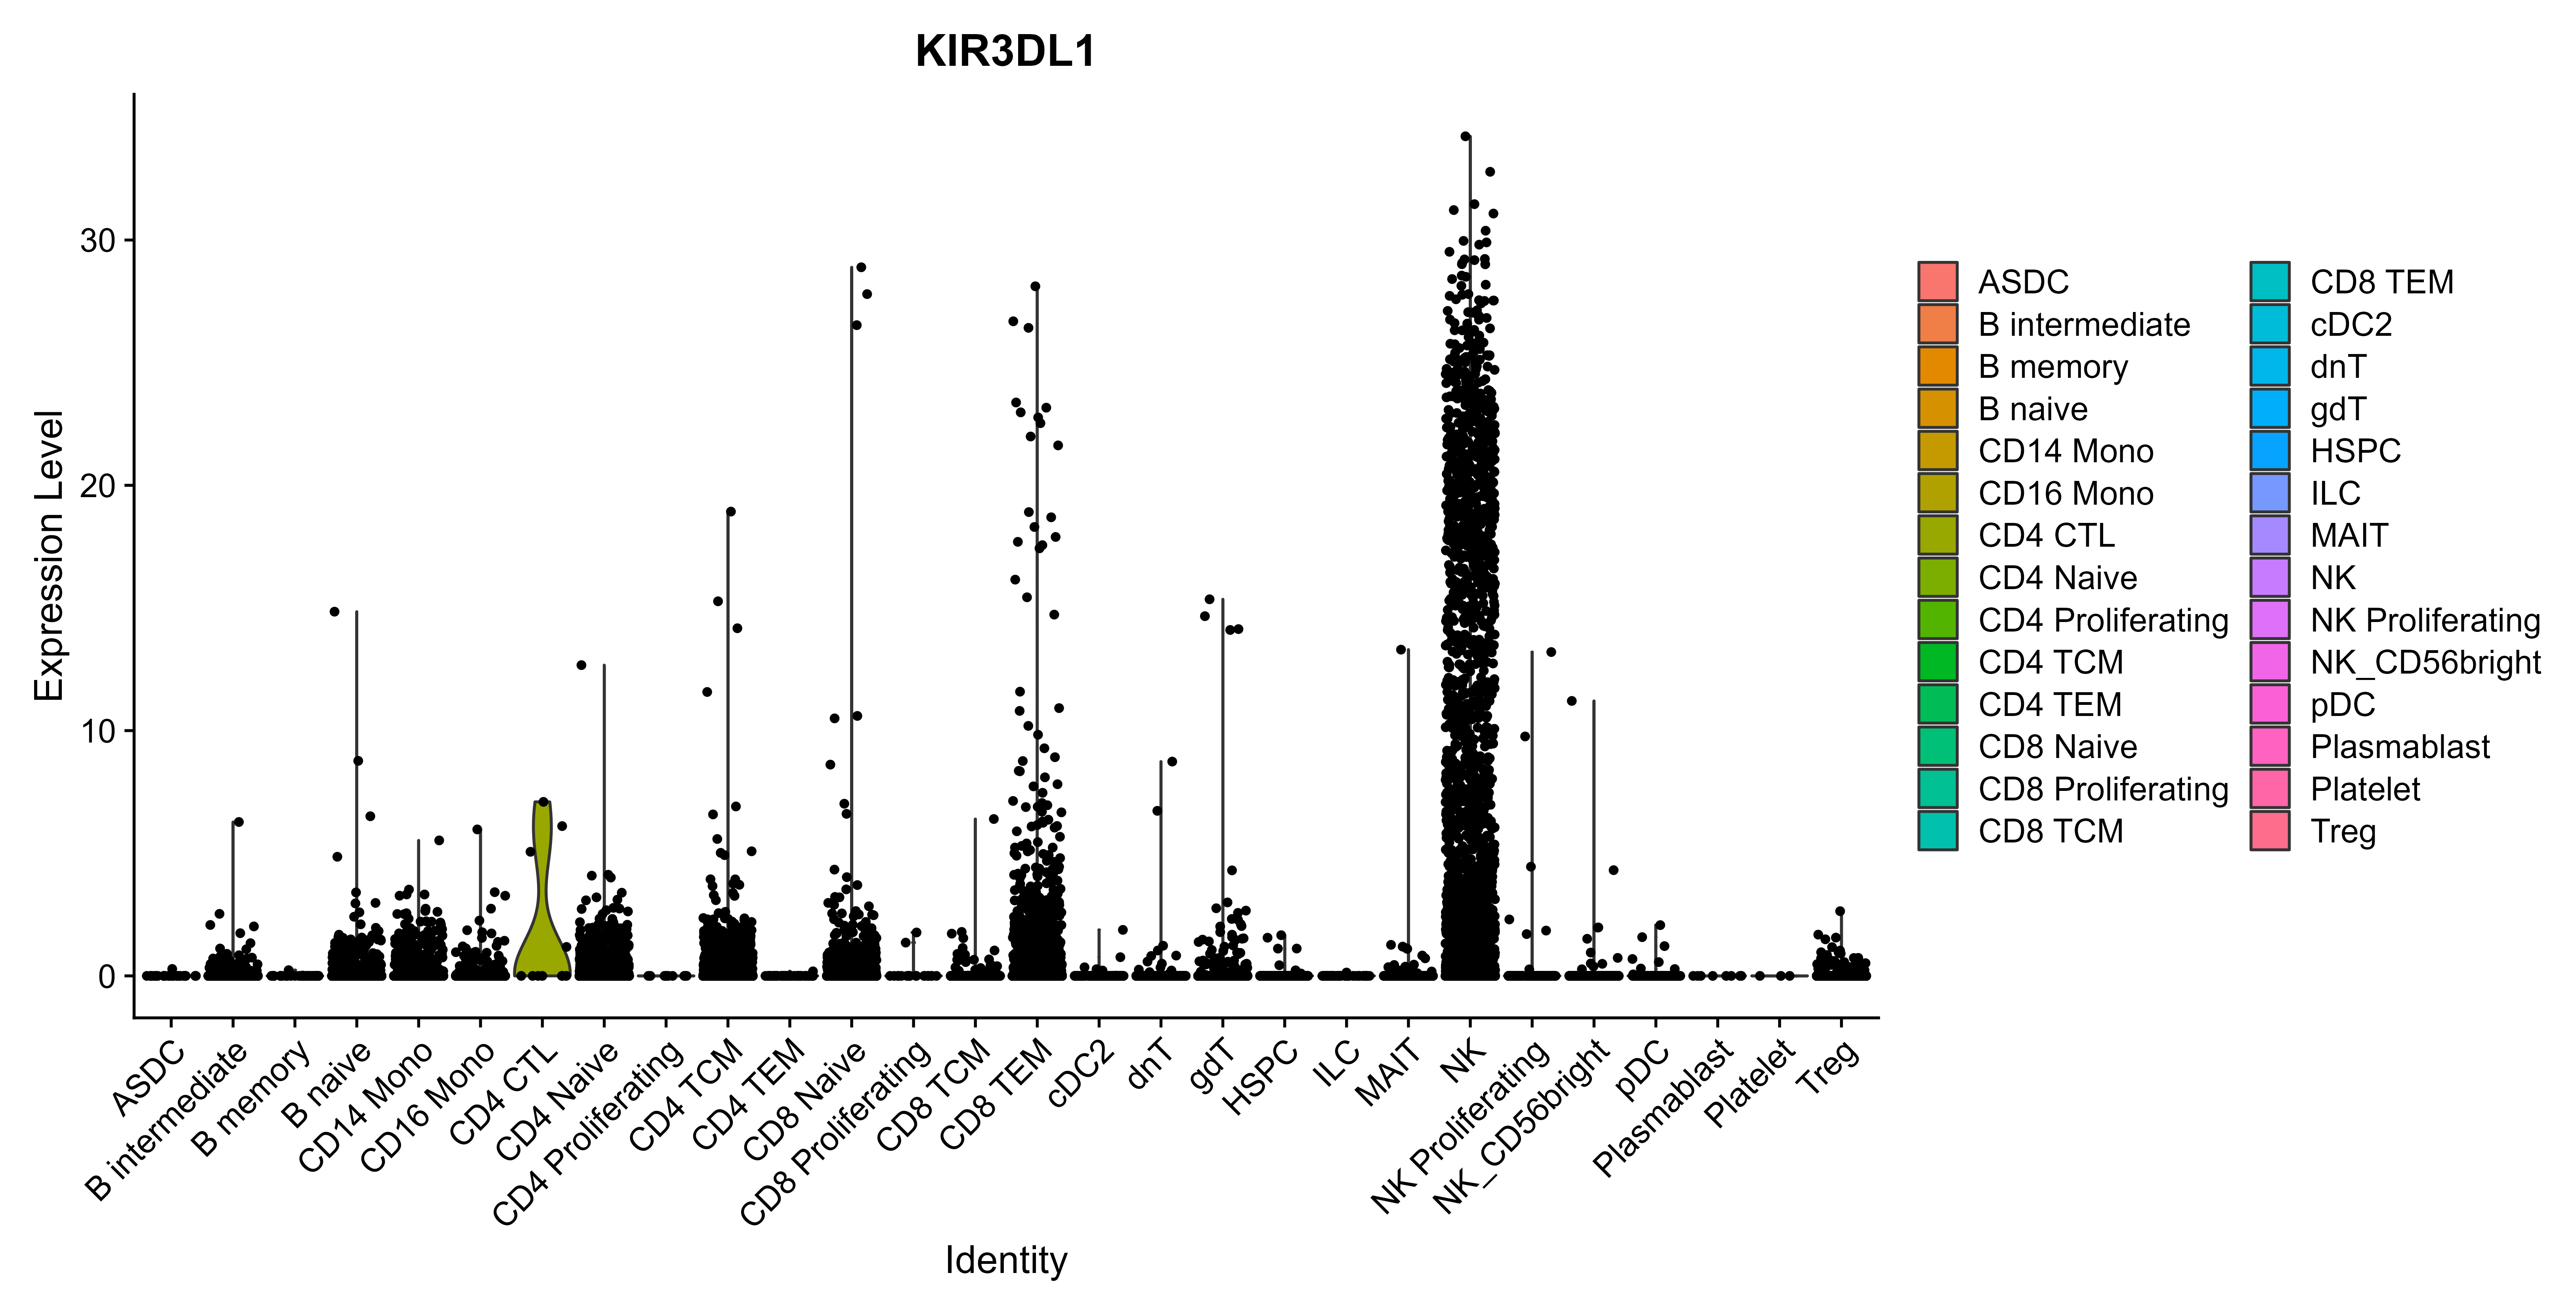 KIR3DL1
Expression Level
30
20
10
0
ASDC
B intermediate
B memory
B naive
CD14 Mono
CD16 Mono
CD4 CTL
CD4 Naive
CD4 Proliferating
CD4 TCM
CD4 TEM
CD8 Naive
CD8 Proliferating
CD8 TCM
CD8 TEM
cDC2
dnT
gdT
HSPC
ILC
MAIT
NK
NK Proliferating
NK_CD56bright
pDC
Plasmablast
Platelet
Treg
Identity
ASDC
B intermediate
B memory
B naive
CD14 Mono
CD16 Mono
CD4 CTL
CD4 Naive
CD4 Proliferating
CD4 TCM
CD4 TEM
CD8 Naive
CD8 Proliferating
CD8 TCM
CD8 TEM
cDC2
dnT
gdT
HSPC
ILC
MAIT
NK
NK Proliferating
NK_CD56bright
pDC
Plasmablast
Platelet
Treg